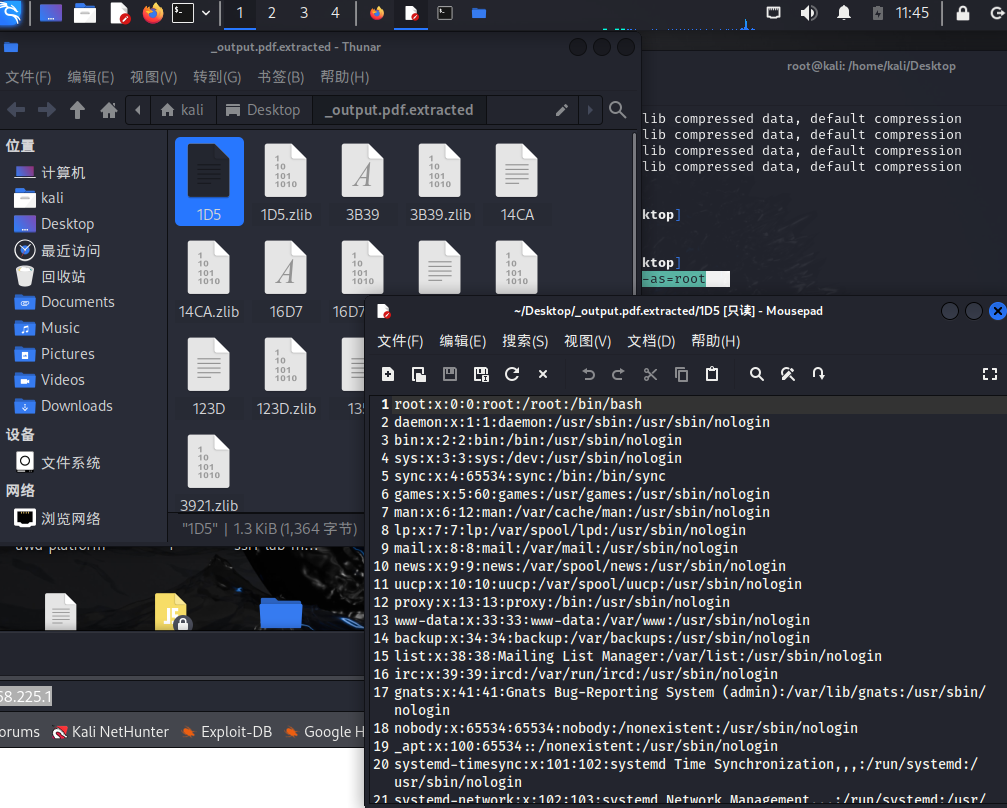 1 2 3 4
11:45
_output.pdf.extracted - Thunar
文件(F) 编辑(E) 视图(V) 转到(G) 书签(B) 帮助(H)
kali Desktop _output.pdf.extracted
位置
计算机
kali
Desktop
最近访问
回收站
Documents
Music
Pictures
Videos
Downloads
设备
文件系统
网络
浏览网络
1D5 1D5.zlib 3B39 3B39.zlib 14CA
14CA.zlib 16D7
123D 123D.zlib
3921.zlib
"1D5" | 1.3 KiB (1,364 字节)
root@kali: /home/kali/Desktop
lib compressed data, default compression
lib compressed data, default compression
lib compressed data, default compression
lib compressed data, default compression
ktop]
ktop]
-as=root
~/Desktop/_output.pdf.extracted/1D5 [只读] - Mousepad
文件(F) 编辑(E) 搜索(S) 视图(V) 文档(D) 帮助(H)
1 root:x:0:0:root:/root:/bin/bash
2 daemon:x:1:1:daemon:/usr/sbin:/usr/sbin/nologin
3 bin:x:2:2:bin:/bin:/usr/sbin/nologin
4 sys:x:3:3:sys:/dev:/usr/sbin/nologin
5 sync:x:4:65534:sync:/bin:/bin/sync
6 games:x:5:60:games:/usr/games:/usr/sbin/nologin
7 man:x:6:12:man:/var/cache/man:/usr/sbin/nologin
8 lp:x:7:7:lp:/var/spool/lpd:/usr/sbin/nologin
9 mail:x:8:8:mail:/var/mail:/usr/sbin/nologin
10 news:x:9:9:news:/var/spool/news:/usr/sbin/nologin
11 uucp:x:10:10:uucp:/var/spool/uucp:/usr/sbin/nologin
12 proxy:x:13:13:proxy:/bin:/usr/sbin/nologin
13 www-data:x:33:33:www-data:/var/www:/usr/sbin/nologin
14 backup:x:34:34:backup:/var/backups:/usr/sbin/nologin
15 list:x:38:38:Mailing List Manager:/var/list:/usr/sbin/nologin
16 irc:x:39:39:ircd:/var/run/ircd:/usr/sbin/nologin
17 gnats:x:41:41:Gnats Bug-Reporting System (admin):/var/lib/gnats:/usr/sbin/
nologin
18 nobody:x:65534:65534:nobody:/nonexistent:/usr/sbin/nologin
19 _apt:x:100:65534::/nonexistent:/usr/sbin/nologin
20 systemd-timesync:x:101:102:systemd Time Synchronization,,,:/run/systemd:/
usr/sbin/nologin
21 systemd-network:x:102:103:systemd Network Management,,,:/run/systemd:/usr/
68.225.1
orums Kali NetHunter Exploit-DB Google H